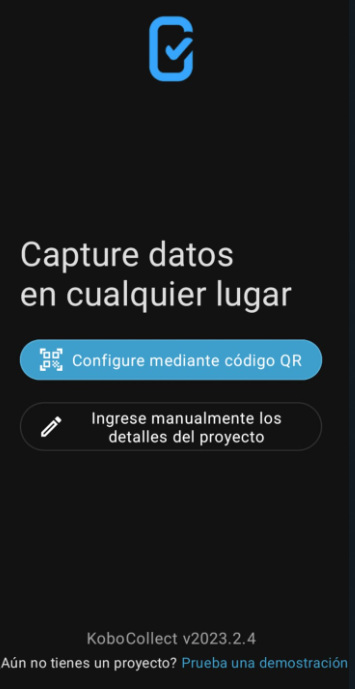 Capture datos
en cualquier lugar
Configure mediante código QR
Ingrese manualmente los
detalles del proyecto
KoboCollect v2023.2.4
Aún no tienes un proyecto? Prueba una demostración